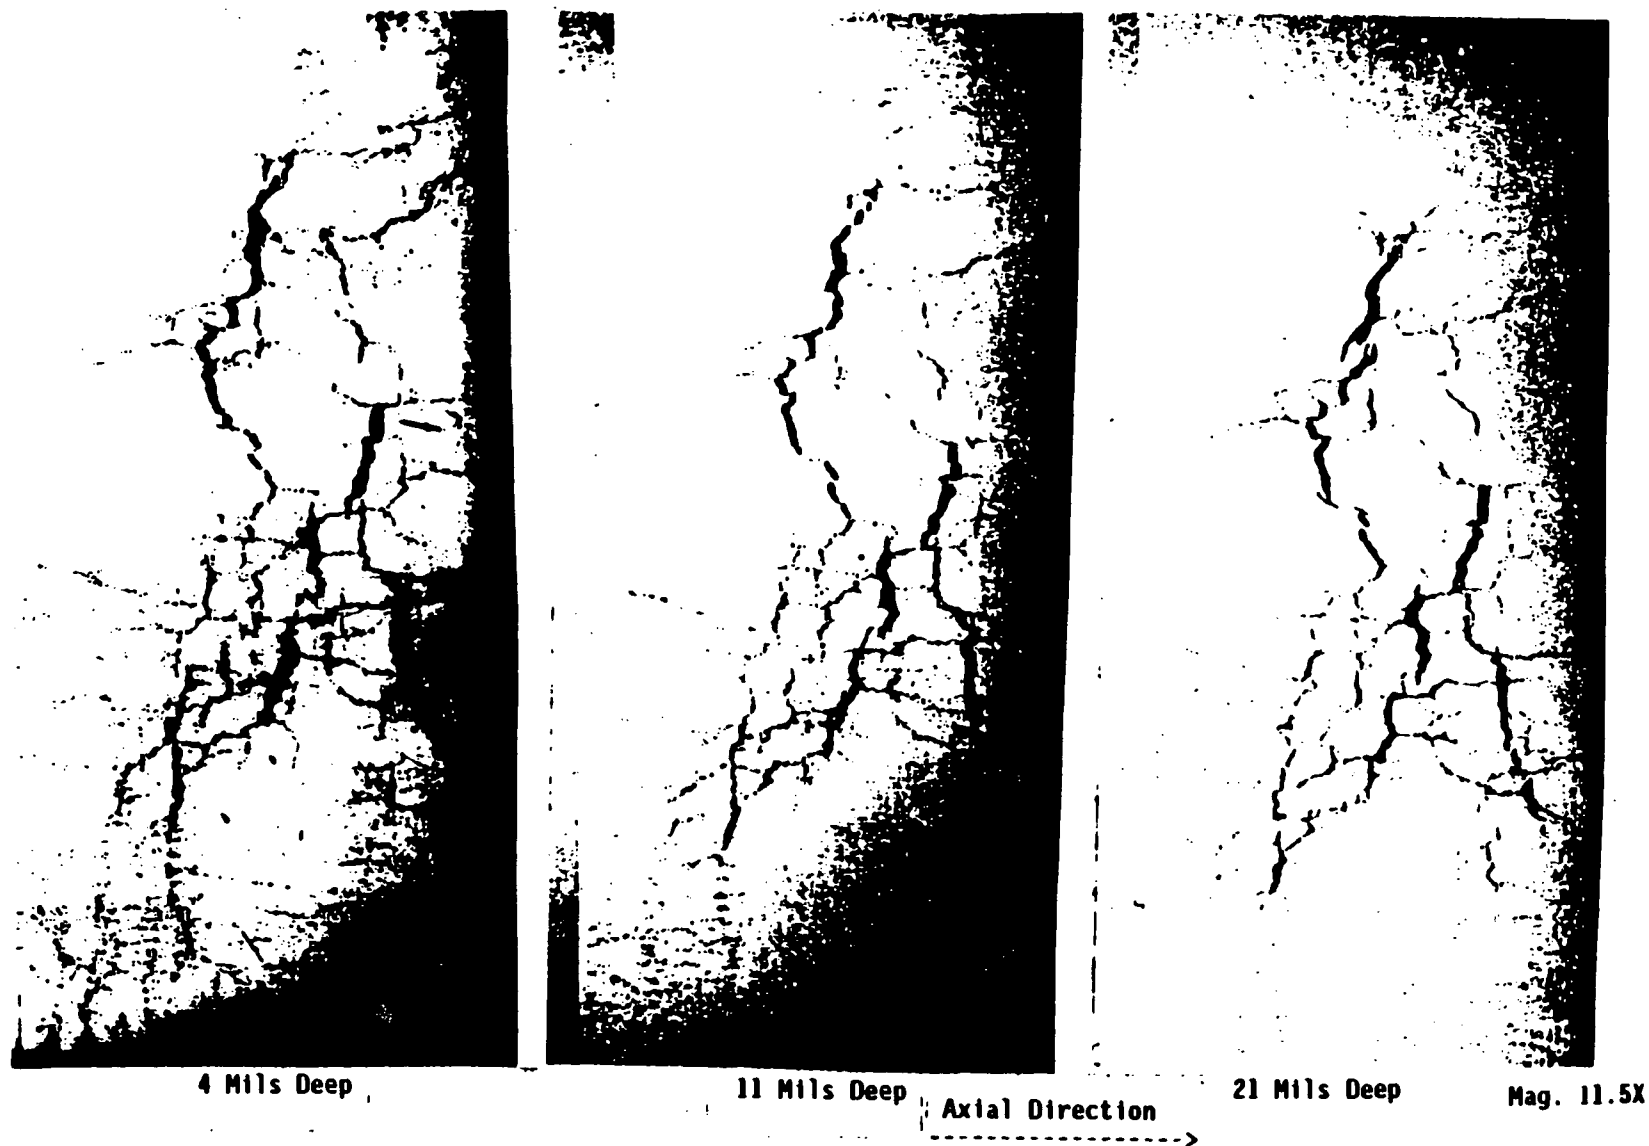 4 Mils Deep
11 Mils Deep
21 Mils Deep
Mag. 11.5X
Axial Direction